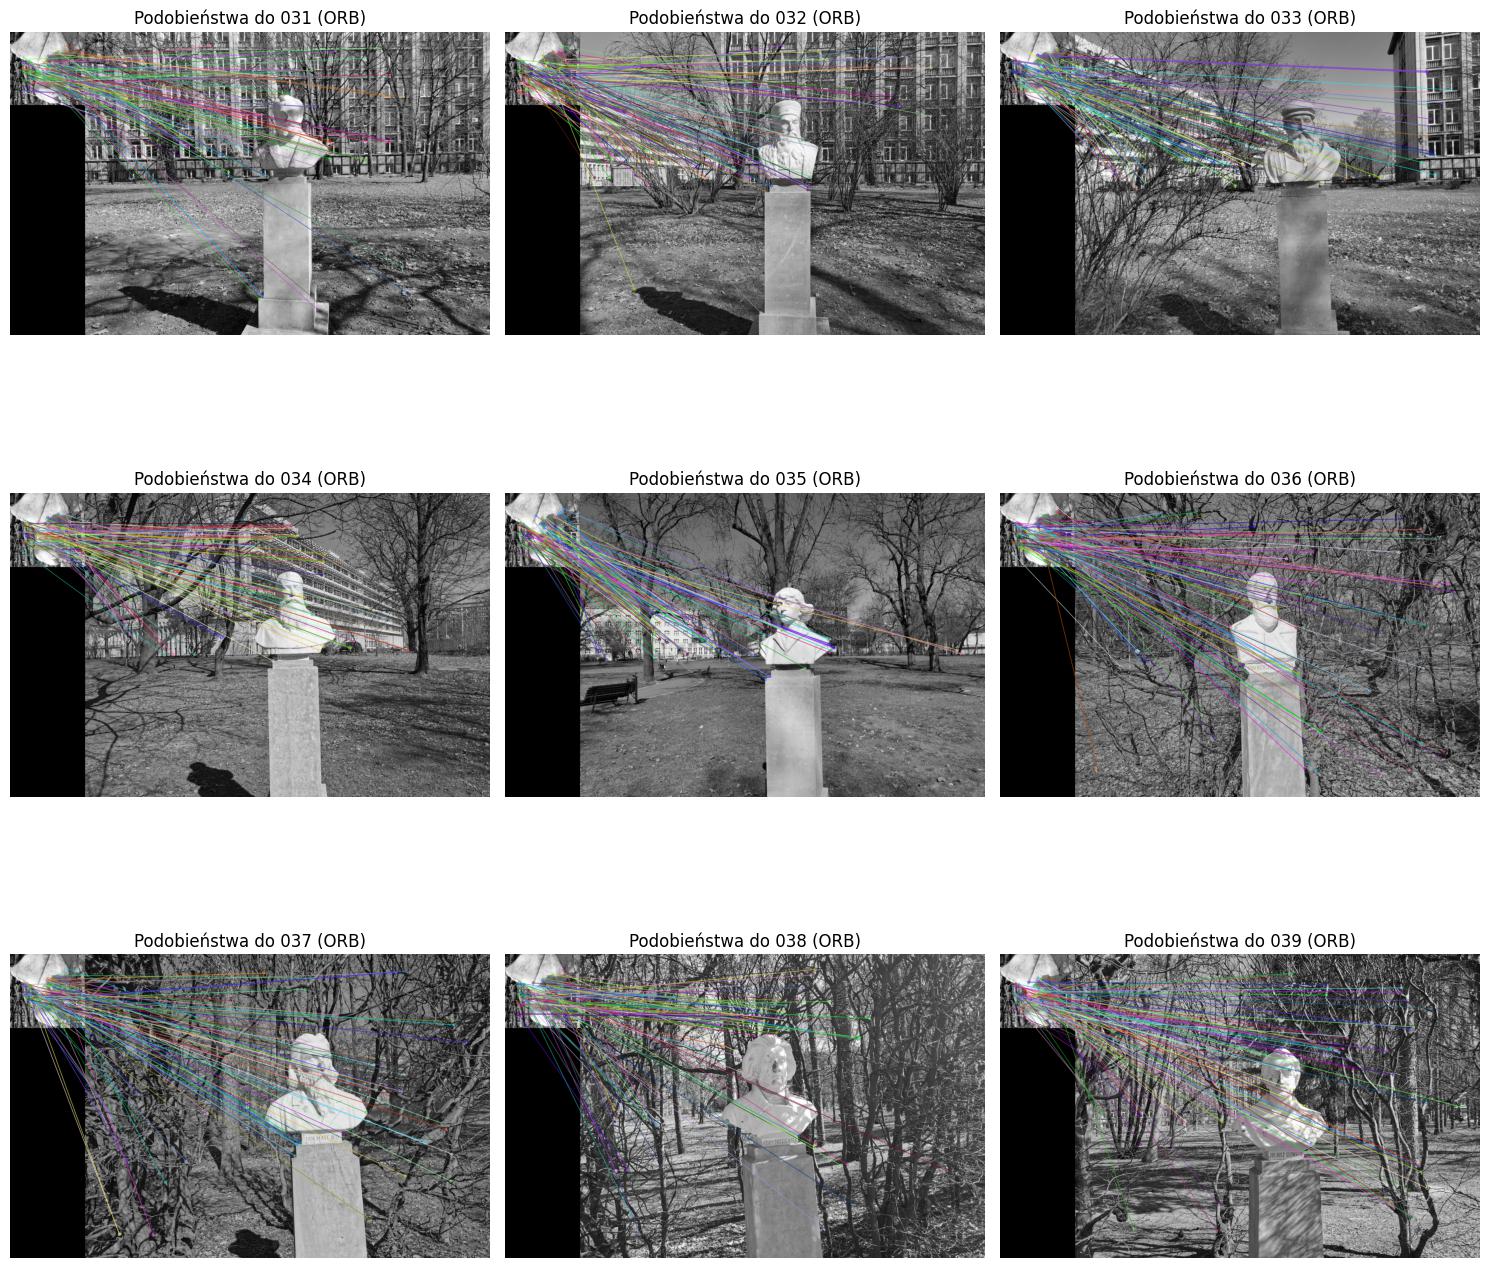 Podobieństwa do 031 (ORB)
Podobieństwa do 032 (ORB)
Podobieństwa do 033 (ORB)
Podobieństwa do 034 (ORB)
Podobieństwa do 035 (ORB)
Podobieństwa do 036 (ORB)
Podobieństwa do 037 (ORB)
Podobieństwa do 038 (ORB)
Podobieństwa do 039 (ORB)